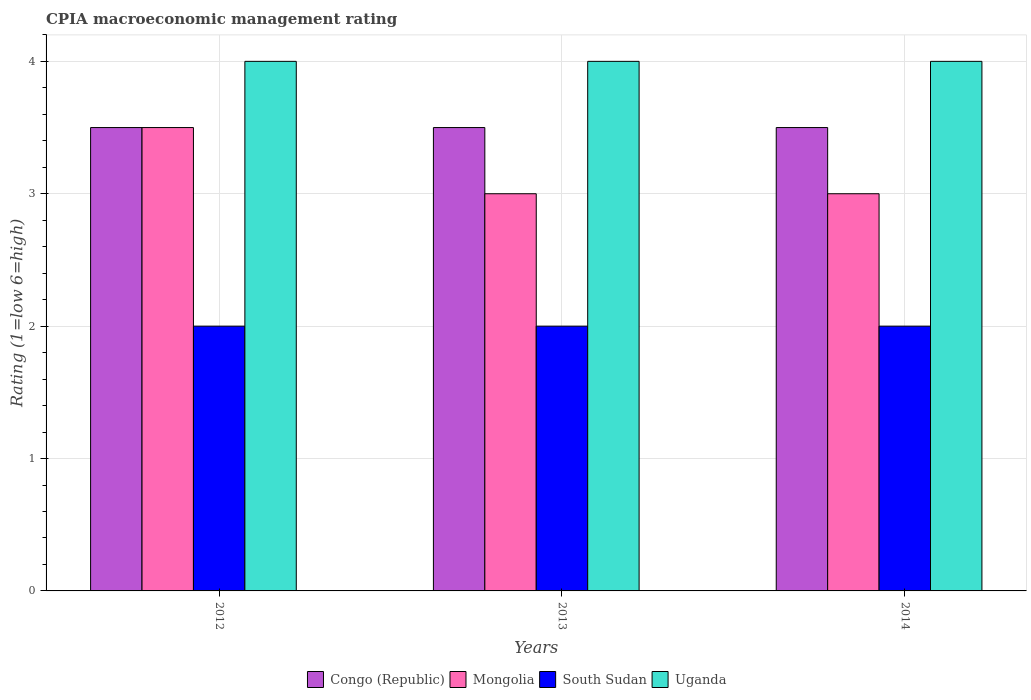 CPIA macroeconomic management rating
Rating (1=low 6=high)
4
3
2
1
0
2012
2013
2014
Years
Congo (Republic)
Mongolia
South Sudan
Uganda